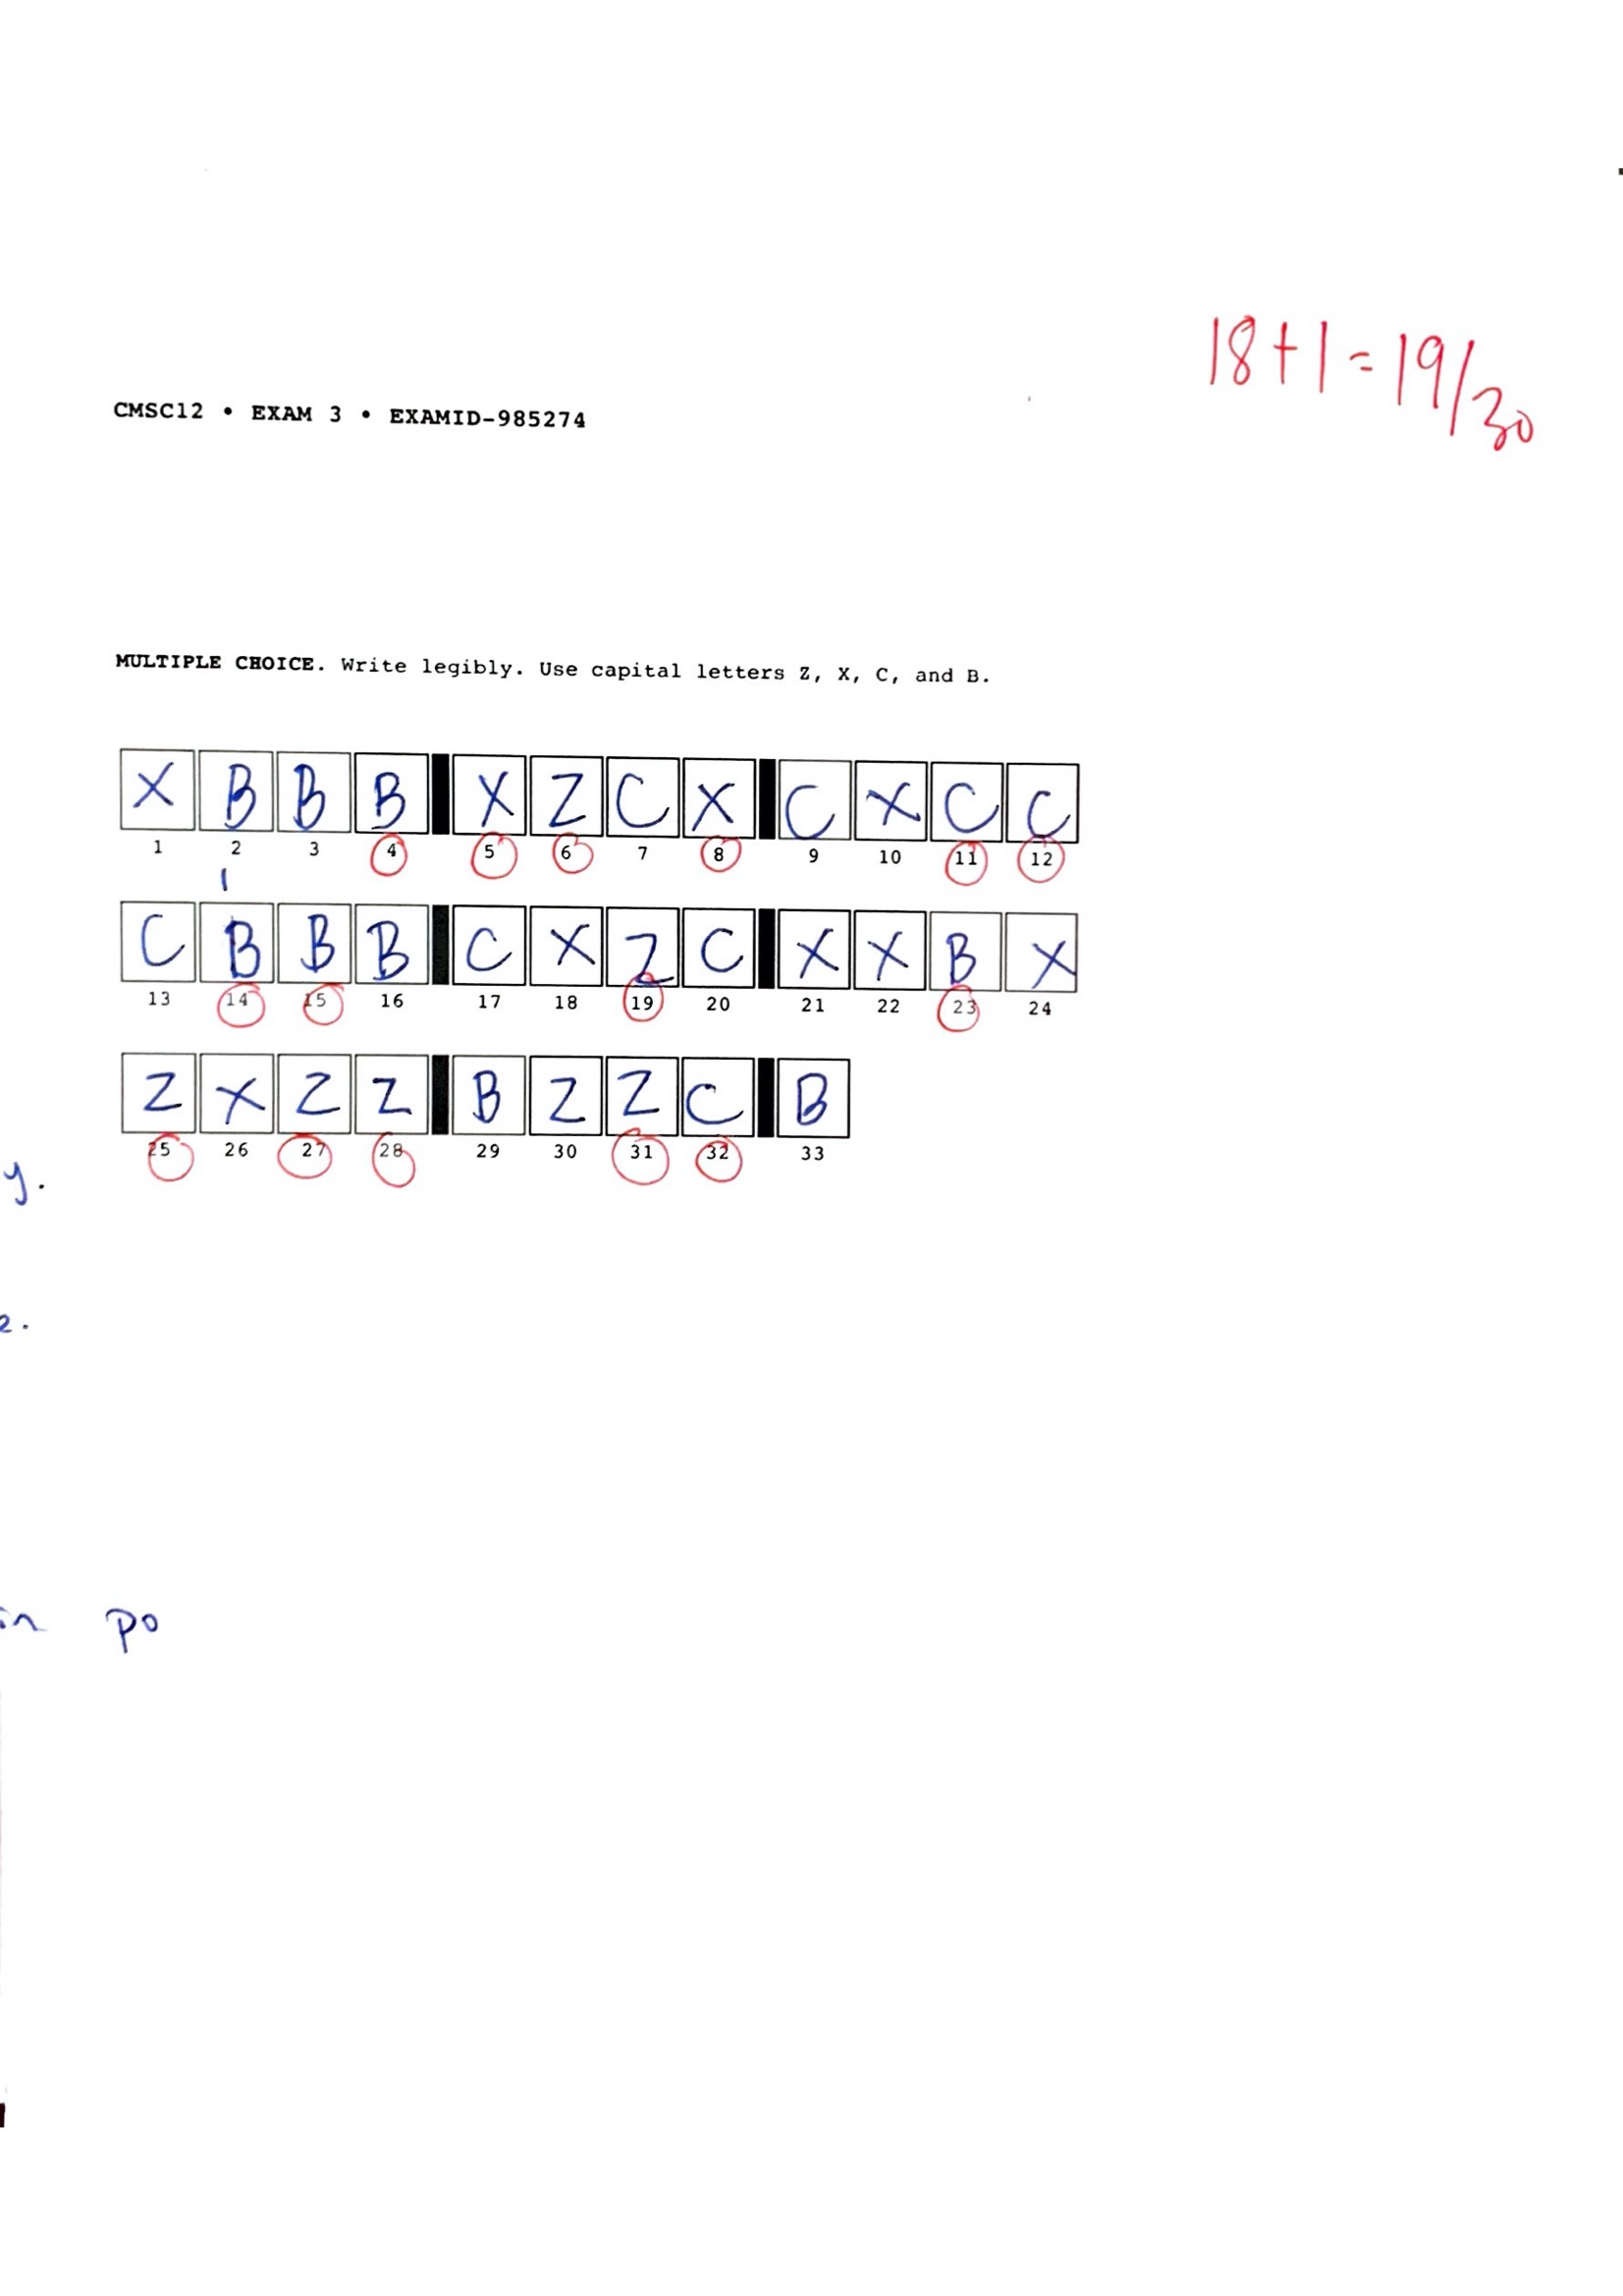 18+1=19/30
CMSC12 • EXAM 3 • EXAMID-985274
MULTIPLE CHOICE. Write legibly. Use capital letters Z, X, C, and B.
X B B B X Z C X C X C C
1 2 3 4 5 6 7 8 9 10 11 12
C B B B C X Z C X X B X
13 14 15 16 17 18 19 20 21 22 23 24
Z X Z Z B Z Z C B
25 26 27 28 29 30 31 32 33
y.
e.
in po